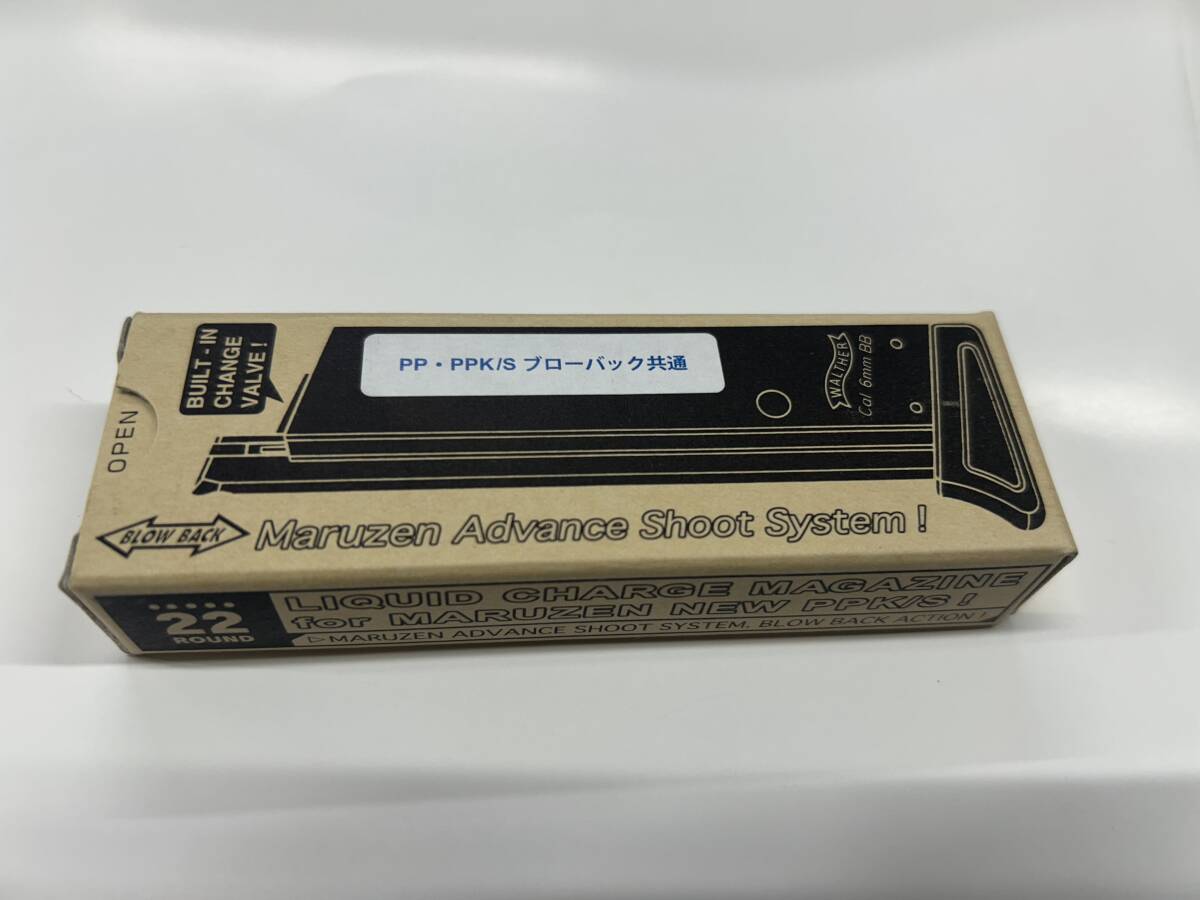 OPEN
BUILT-IN
CHANGE
VALVE!
PP・PPK/S ブローバック共通
WALTHER
Cal 6mm BB
BLOW BACK
Maruzen Advance Shoot System!
22
ROUND
LIQUID CHARGE MAGAZINE
for MARUZEN NEW PPK/S!
▷MARUZEN ADVANCE SHOOT SYSTEM. BLOW BACK ACTION!